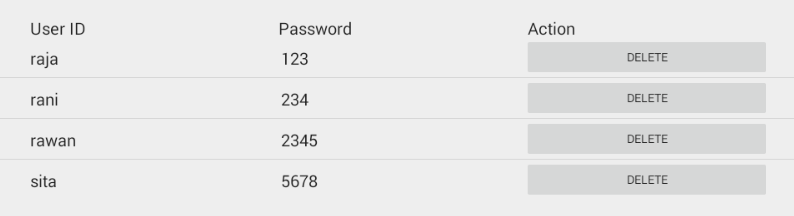 User ID Password Action
raja 123 DELETE
rani 234 DELETE
rawan 2345 DELETE
sita 5678 DELETE